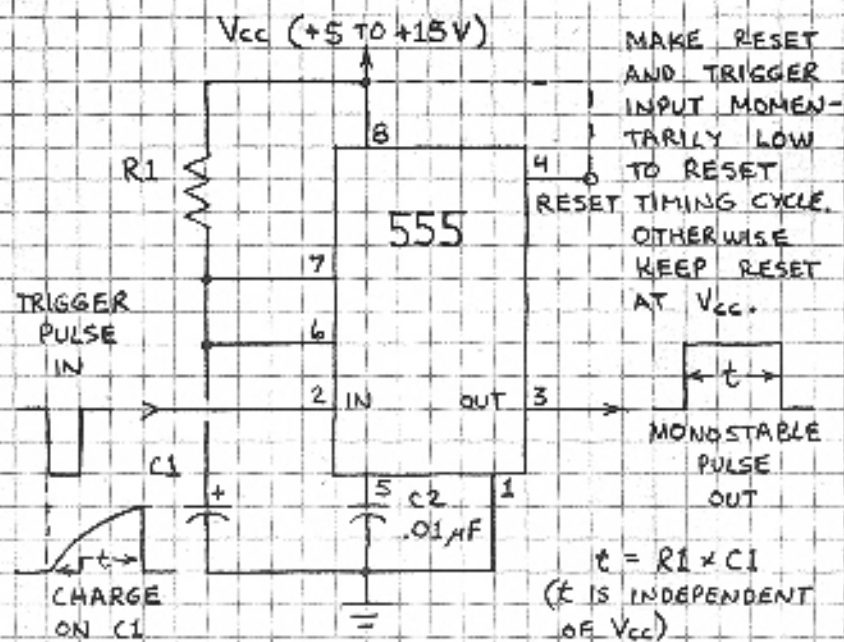 Vcc (+5 TO +15V)
MAKE RESET
AND TRIGGER
INPUT MOMEN-
TARILY LOW
TO RESET
TIMING CYCLE.
OTHERWISE
KEEP RESET
AT Vcc.
8
R1
4
RESET
555
7
TRIGGER
PULSE
IN
6
2 IN
OUT 3
t
MONOSTABLE
PULSE
OUT
C1
+
5
C2
.01µF
1
t
CHARGE
ON C1
t = R1 × C1
(t IS INDEPENDENT
OF Vcc)